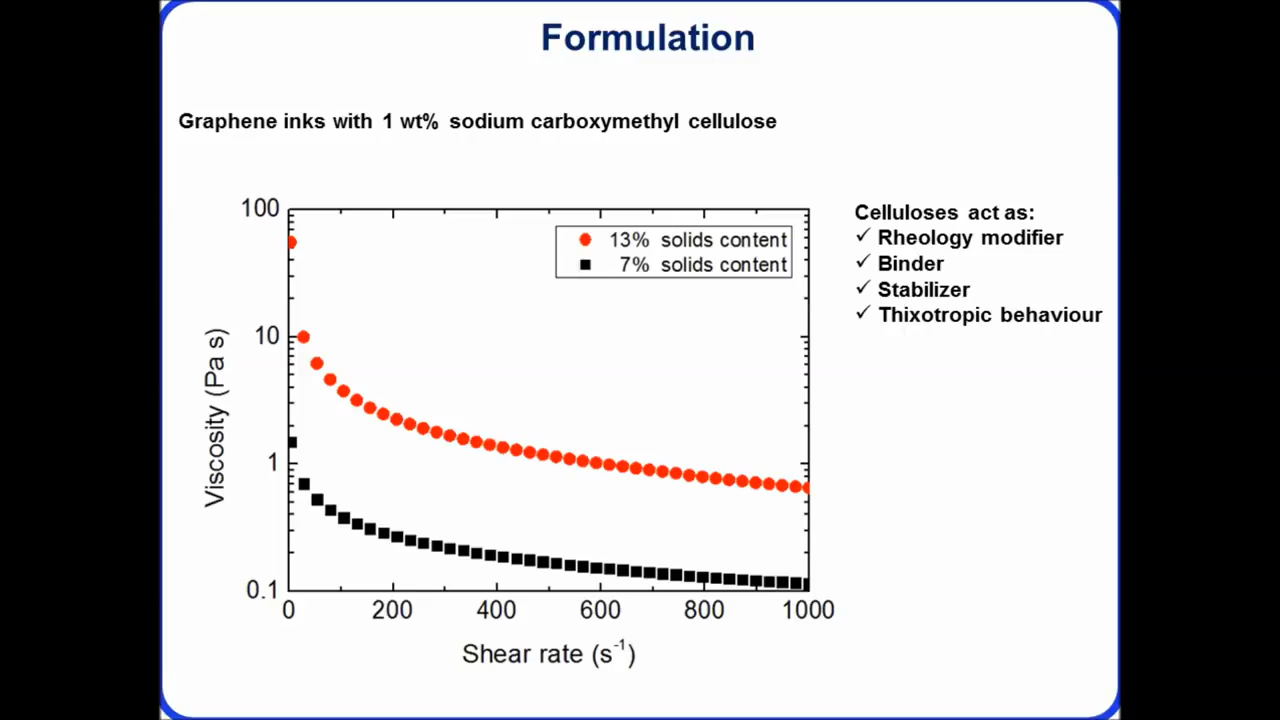 Formulation
Graphene inks with 1 wt% sodium carboxymethyl cellulose
100
10
1
0.1
Viscosity (Pa s)
13% solids content
7% solids content
0 200 400 600 800 1000
Shear rate (s⁻¹)
Celluloses act as:
✓ Rheology modifier
✓ Binder
✓ Stabilizer
✓ Thixotropic behaviour